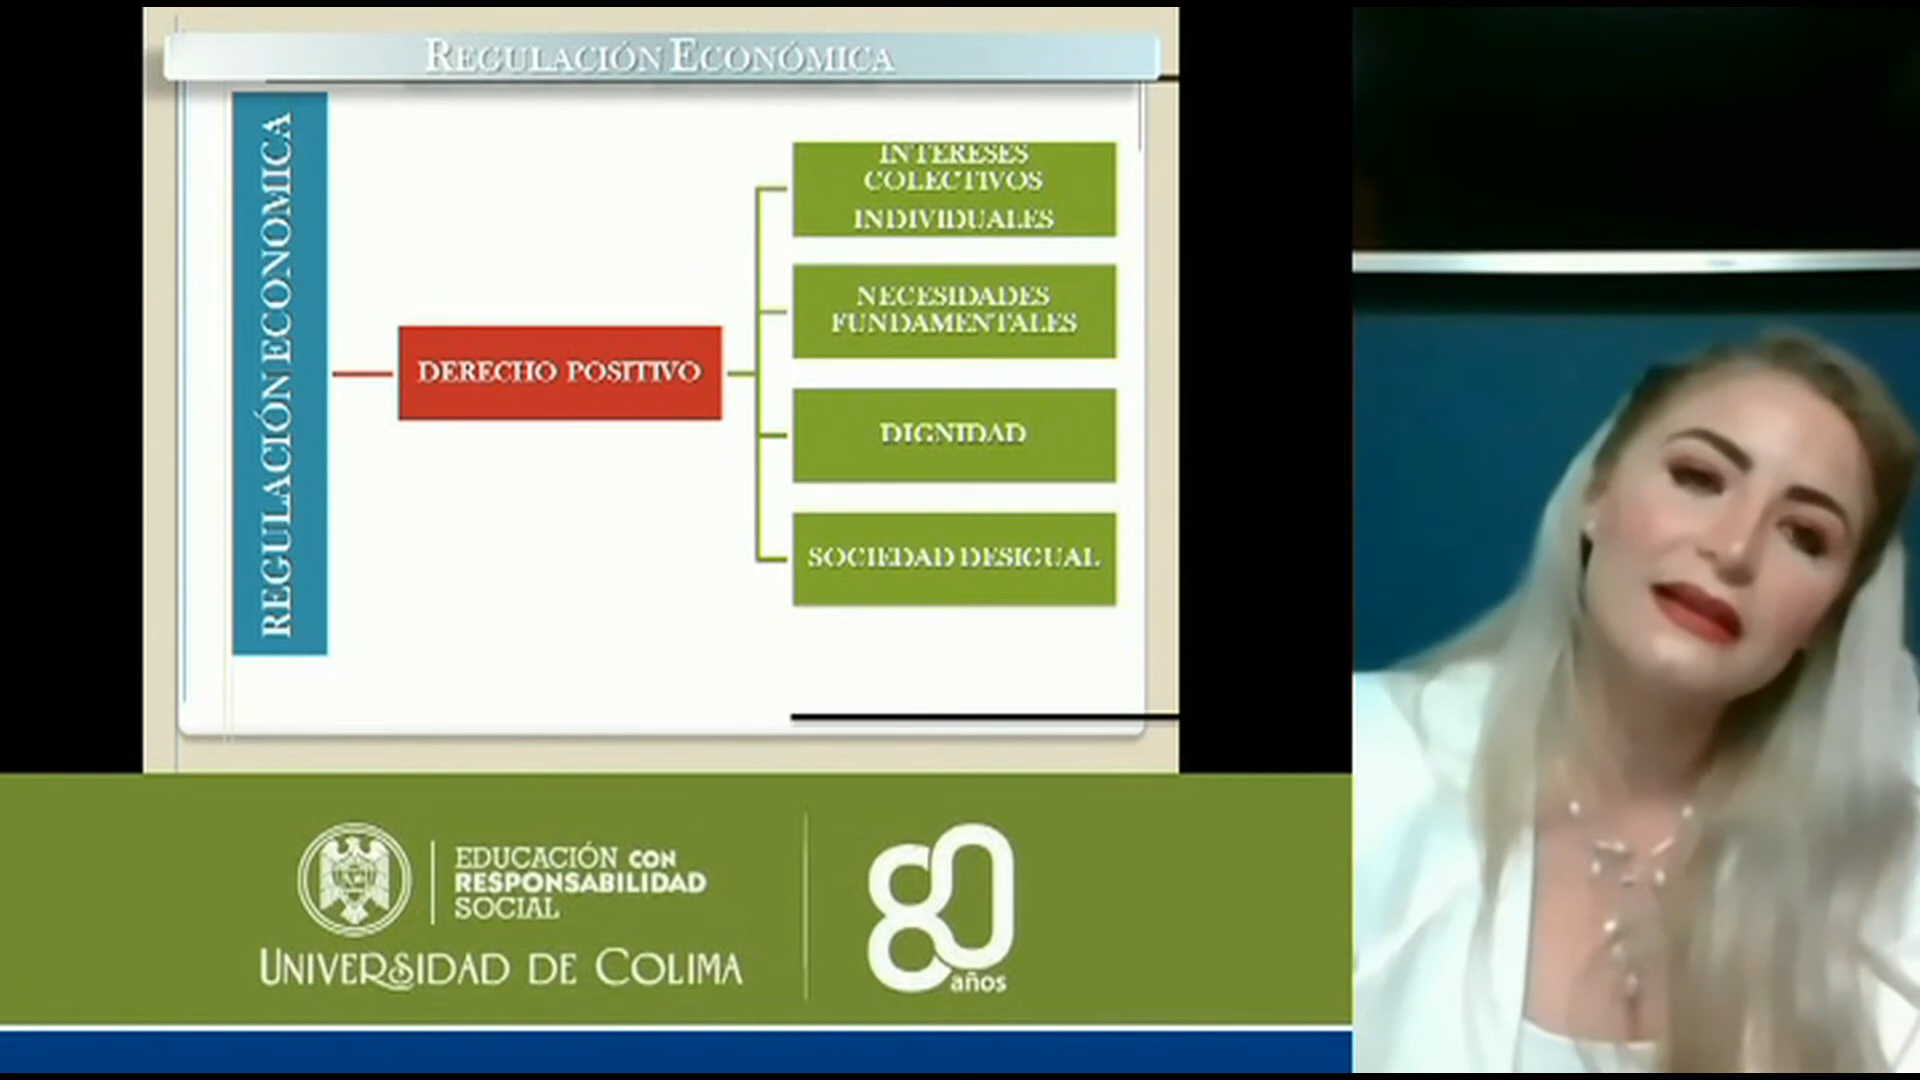 REGULACIÓN ECONÓMICA
REGULACIÓN ECONOMICA
DERECHO POSITIVO
INTERESES
COLECTIVOS
INDIVIDUALES
NECESIDADES
FUNDAMENTALES
DIGNIDAD
SOCIEDAD DESIGUAL
EDUCACIÓN CON
RESPONSABILIDAD
SOCIAL
UNIVERSIDAD DE COLIMA
80
años